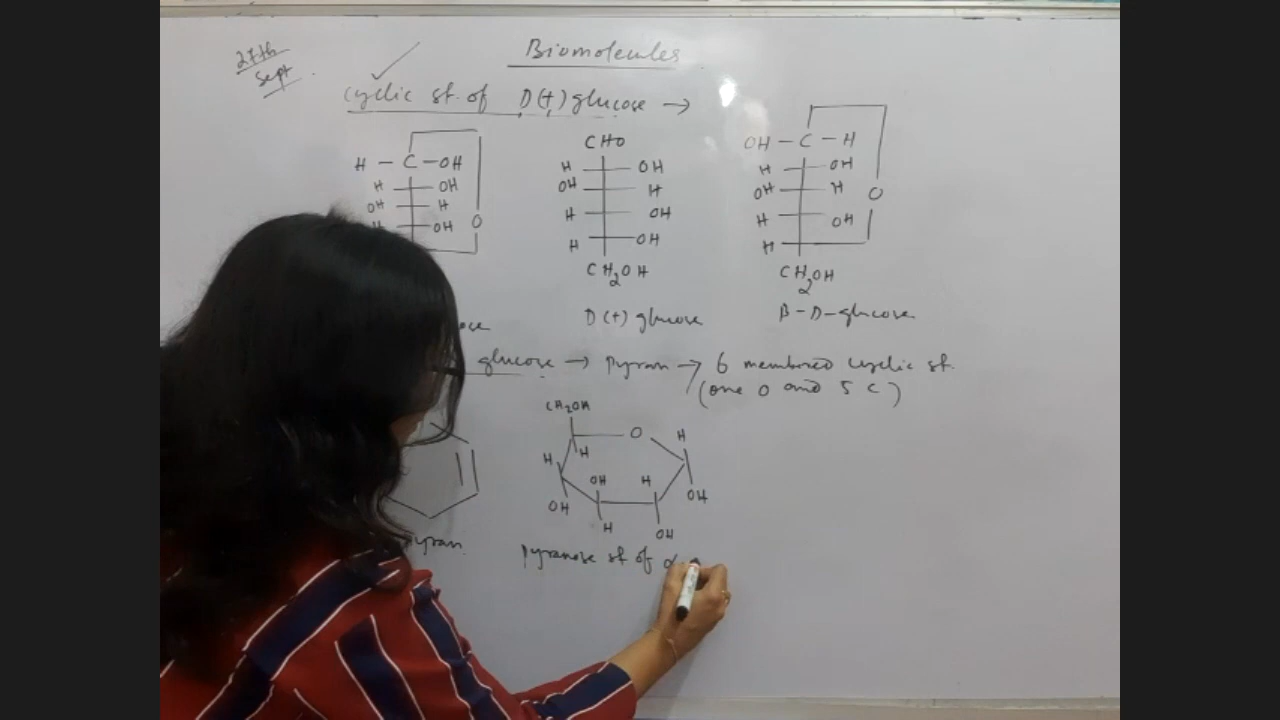 27th
Sept.
Biomolecules
Cyclic st. of D(+) glucose →
H – C – OH
H OH
OH H
H OH
O
CHO
H OH
OH H
H OH
H OH
CH2OH
D(+) glucose
OH – C – H
H OH
OH H
H OH
H
O
CH2OH
B-D-glucose
ose
glucose → Pyran → 6 membered cyclic st.
(one O and 5 C)
yran
CH2OH
O
H
H
H
OH
H
OH
OH
H
OH
Pyranose st of α